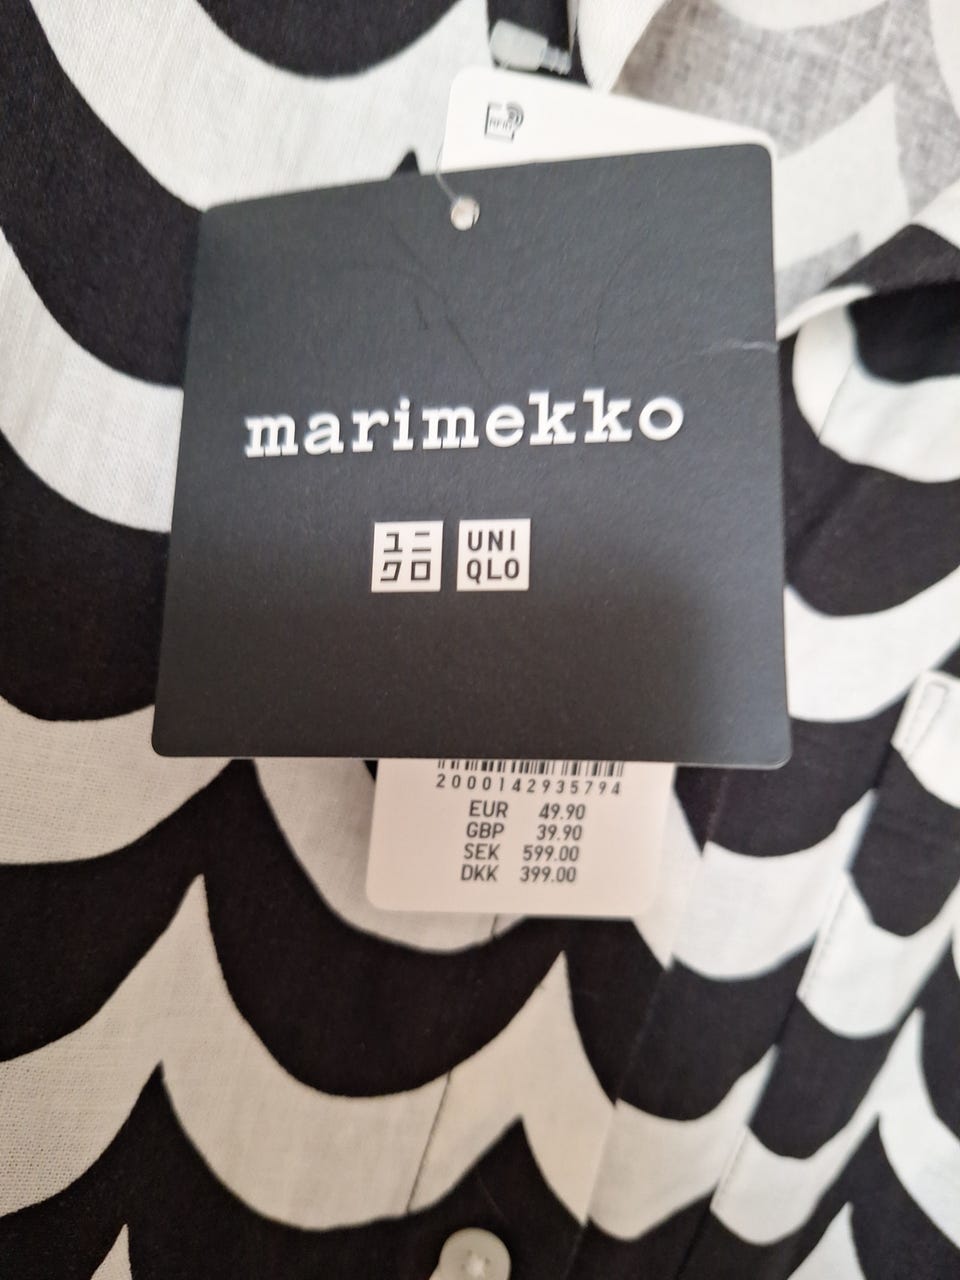 RFID
marimekko
ユニ
クロ
UNI
QLO
2000142935794
EUR 49.90
GBP 39.90
SEK 599.00
DKK 399.00